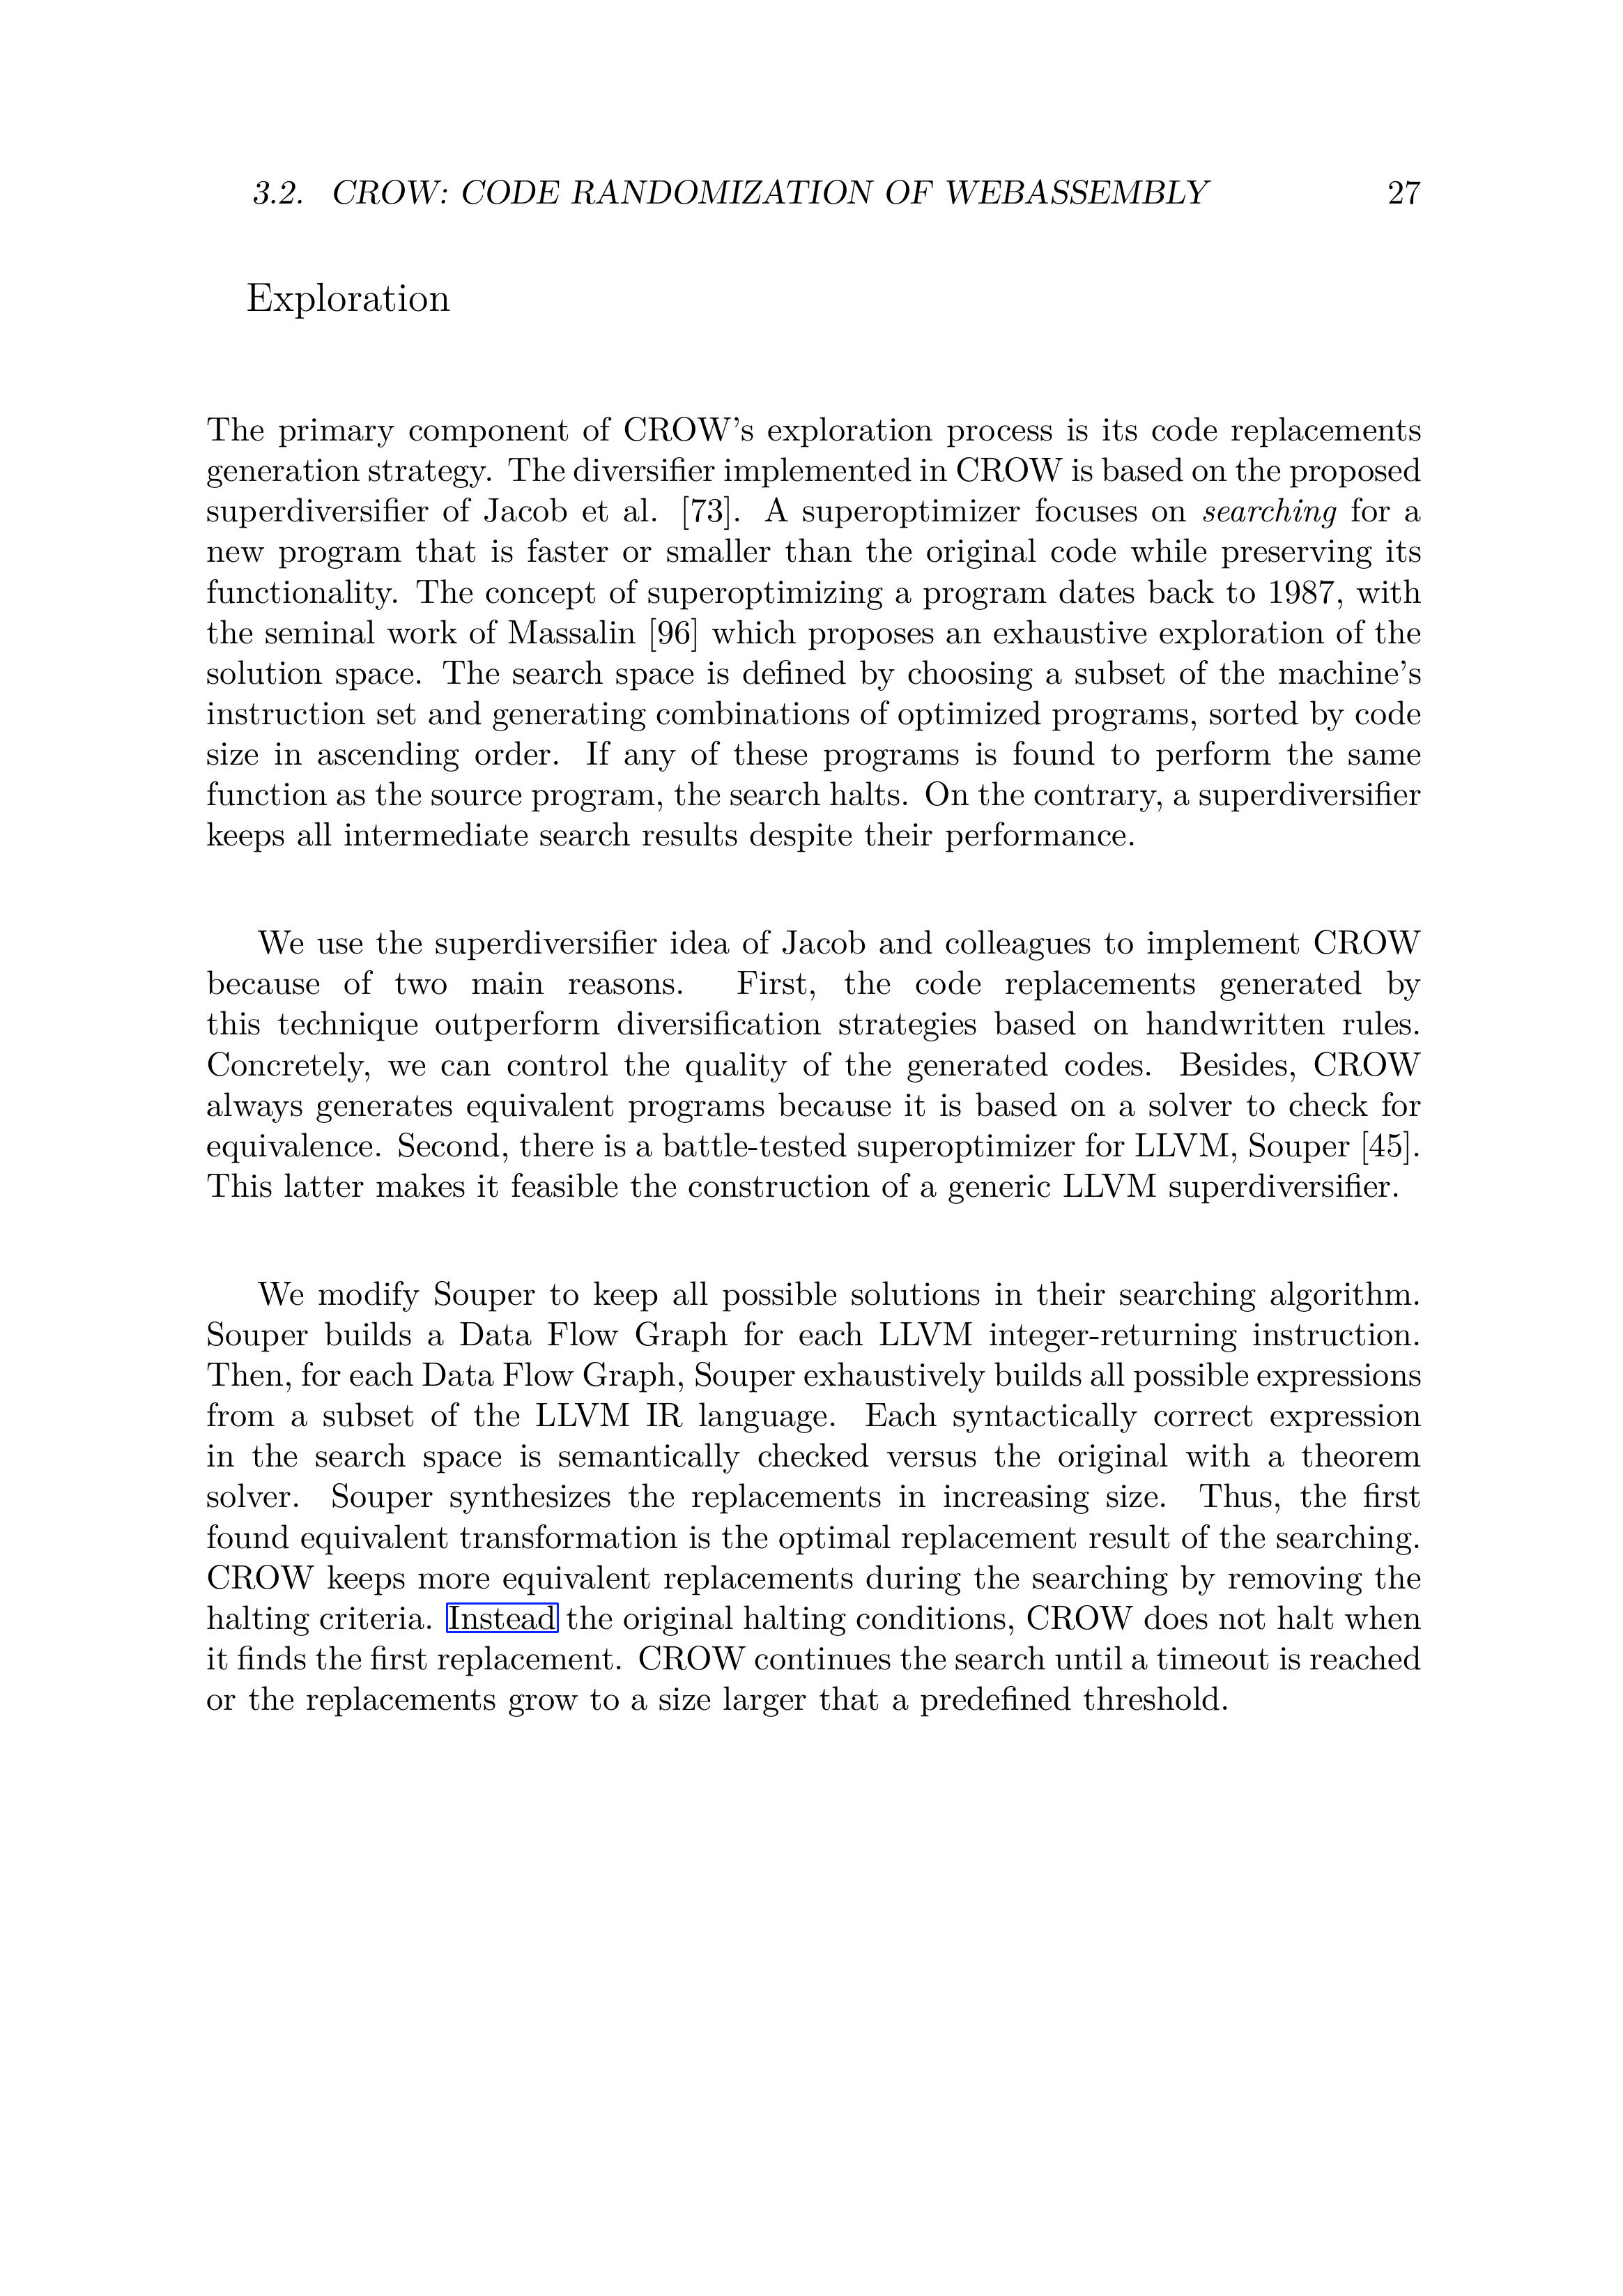 3.2. CROW: CODE RANDOMIZATION OF WEBASSEMBLY 27
Exploration
The primary component of CROW's exploration process is its code replacements
generation strategy. The diversifier implemented in CROW is based on the proposed
superdiversifier of Jacob et al. [73]. A superoptimizer focuses on searching for a
new program that is faster or smaller than the original code while preserving its
functionality. The concept of superoptimizing a program dates back to 1987, with
the seminal work of Massalin [96] which proposes an exhaustive exploration of the
solution space. The search space is defined by choosing a subset of the machine's
instruction set and generating combinations of optimized programs, sorted by code
size in ascending order. If any of these programs is found to perform the same
function as the source program, the search halts. On the contrary, a superdiversifier
keeps all intermediate search results despite their performance.
We use the superdiversifier idea of Jacob and colleagues to implement CROW
because of two main reasons. First, the code replacements generated by
this technique outperform diversification strategies based on handwritten rules.
Concretely, we can control the quality of the generated codes. Besides, CROW
always generates equivalent programs because it is based on a solver to check for
equivalence. Second, there is a battle-tested superoptimizer for LLVM, Souper [45].
This latter makes it feasible the construction of a generic LLVM superdiversifier.
We modify Souper to keep all possible solutions in their searching algorithm.
Souper builds a Data Flow Graph for each LLVM integer-returning instruction.
Then, for each Data Flow Graph, Souper exhaustively builds all possible expressions
from a subset of the LLVM IR language. Each syntactically correct expression
in the search space is semantically checked versus the original with a theorem
solver. Souper synthesizes the replacements in increasing size. Thus, the first
found equivalent transformation is the optimal replacement result of the searching.
CROW keeps more equivalent replacements during the searching by removing the
halting criteria. Instead the original halting conditions, CROW does not halt when
it finds the first replacement. CROW continues the search until a timeout is reached
or the replacements grow to a size larger that a predefined threshold.